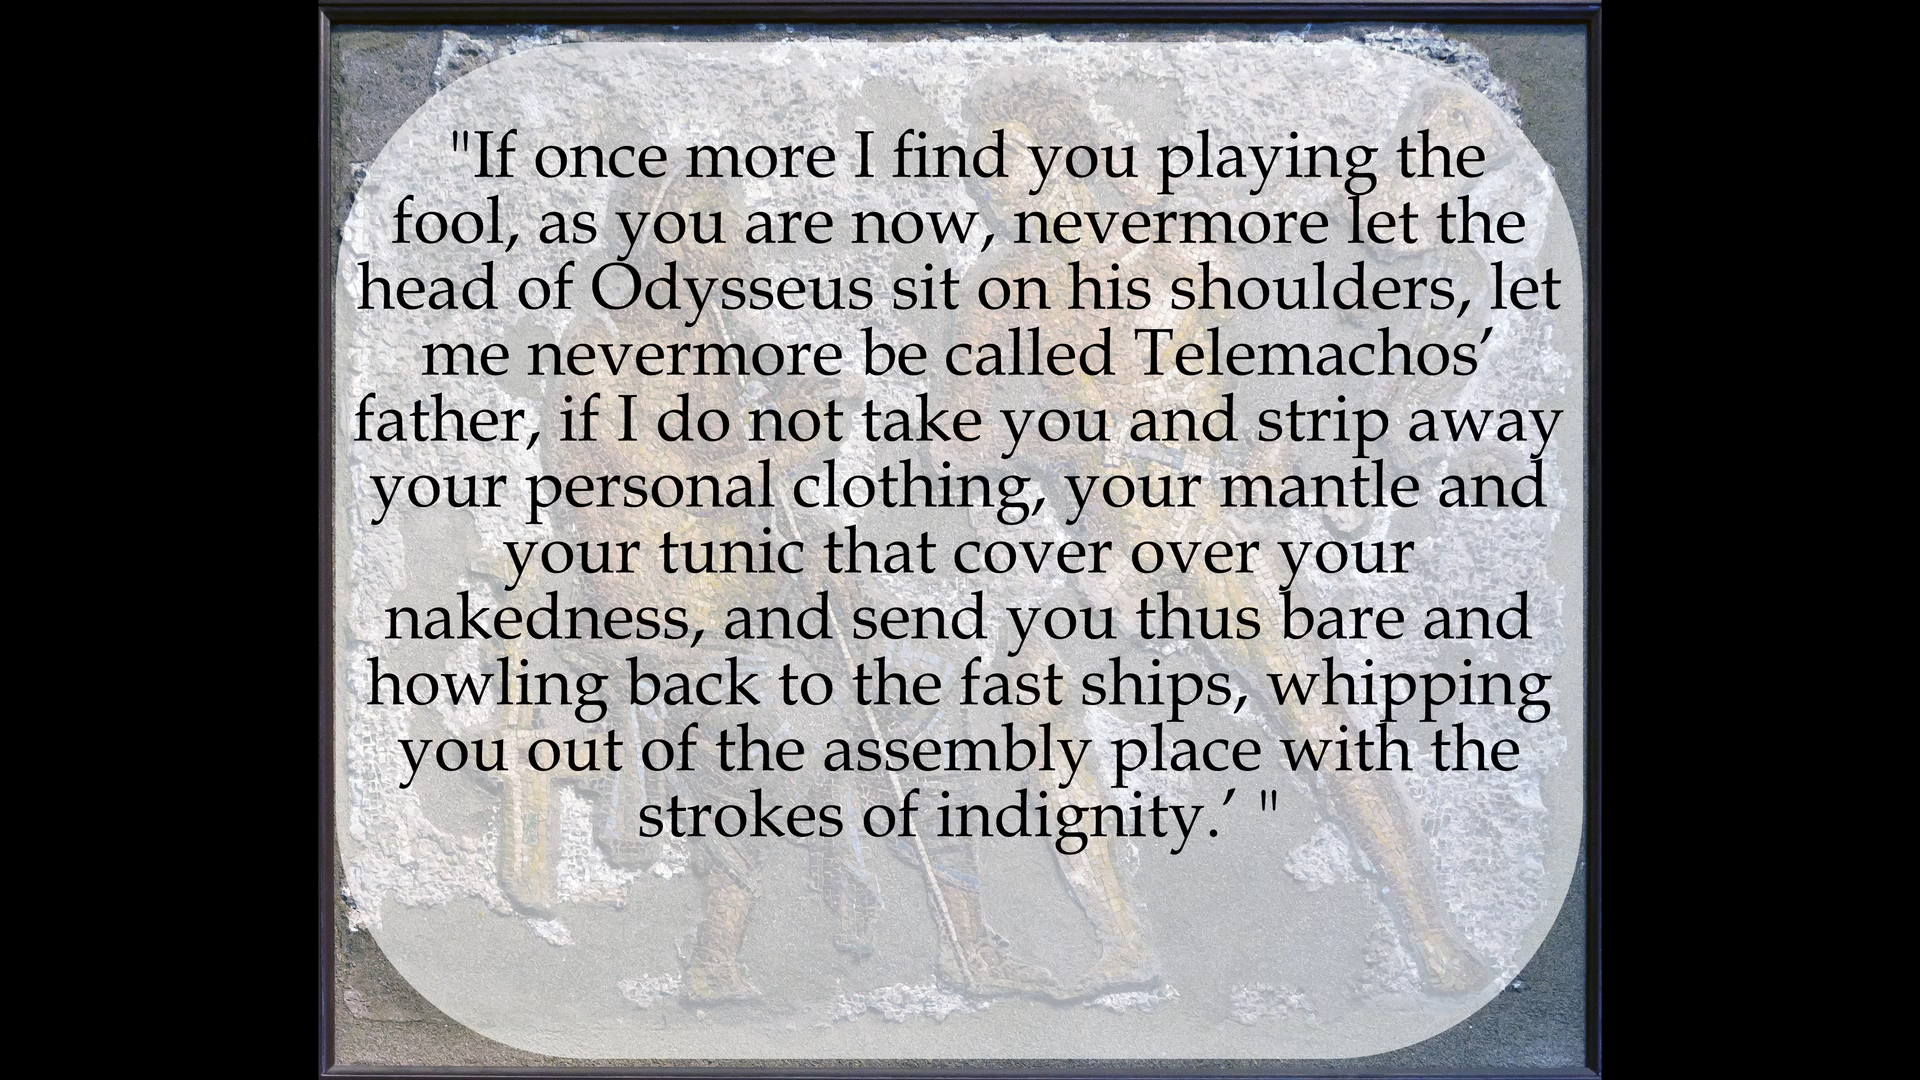 "If once more I find you playing the
fool, as you are now, nevermore let the
head of Odysseus sit on his shoulders, let
me nevermore be called Telemachos’
father, if I do not take you and strip away
your personal clothing, your mantle and
your tunic that cover over your
nakedness, and send you thus bare and
howling back to the fast ships, whipping
you out of the assembly place with the
strokes of indignity.’ "